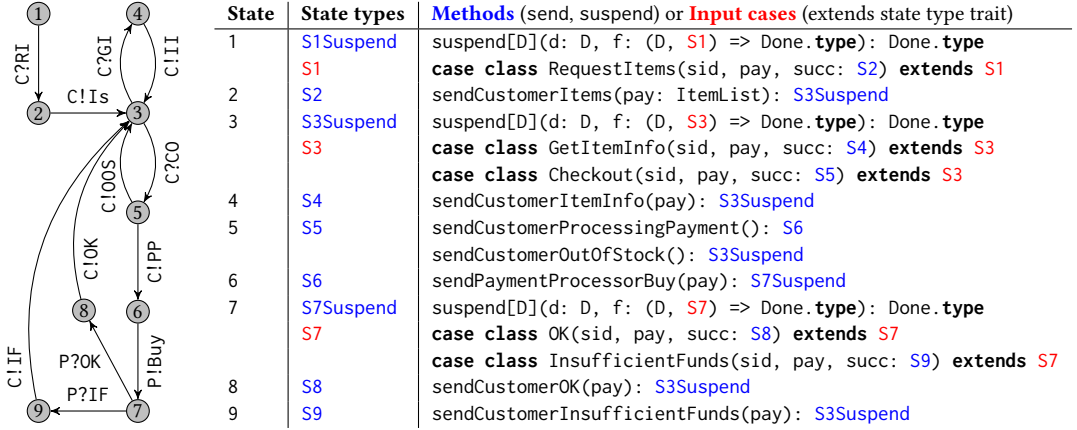 1
4
C?RI
C?GI
C!II
C!Is
2
3
C!OOS
C?CO
5
C!OK
C!PP
8
6
C!IF
P?OK
P!Buy
P?IF
9
7
State State types Methods (send, suspend) or Input cases (extends state type trait)
1 S1Suspend suspend[D](d: D, f: (D, S1) => Done.type): Done.type
S1 case class RequestItems(sid, pay, succ: S2) extends S1
2 S2 sendCustomerItems(pay: ItemList): S3Suspend
3 S3Suspend suspend[D](d: D, f: (D, S3) => Done.type): Done.type
S3 case class GetItemInfo(sid, pay, succ: S4) extends S3
case class Checkout(sid, pay, succ: S5) extends S3
4 S4 sendCustomerItemInfo(pay): S3Suspend
5 S5 sendCustomerProcessingPayment(): S6
sendCustomerOutOfStock(): S3Suspend
6 S6 sendPaymentProcessorBuy(pay): S7Suspend
7 S7Suspend suspend[D](d: D, f: (D, S7) => Done.type): Done.type
S7 case class OK(sid, pay, succ: S8) extends S7
case class InsufficientFunds(sid, pay, succ: S9) extends S7
8 S8 sendCustomerOK(pay): S3Suspend
9 S9 sendCustomerInsufficientFunds(pay): S3Suspend